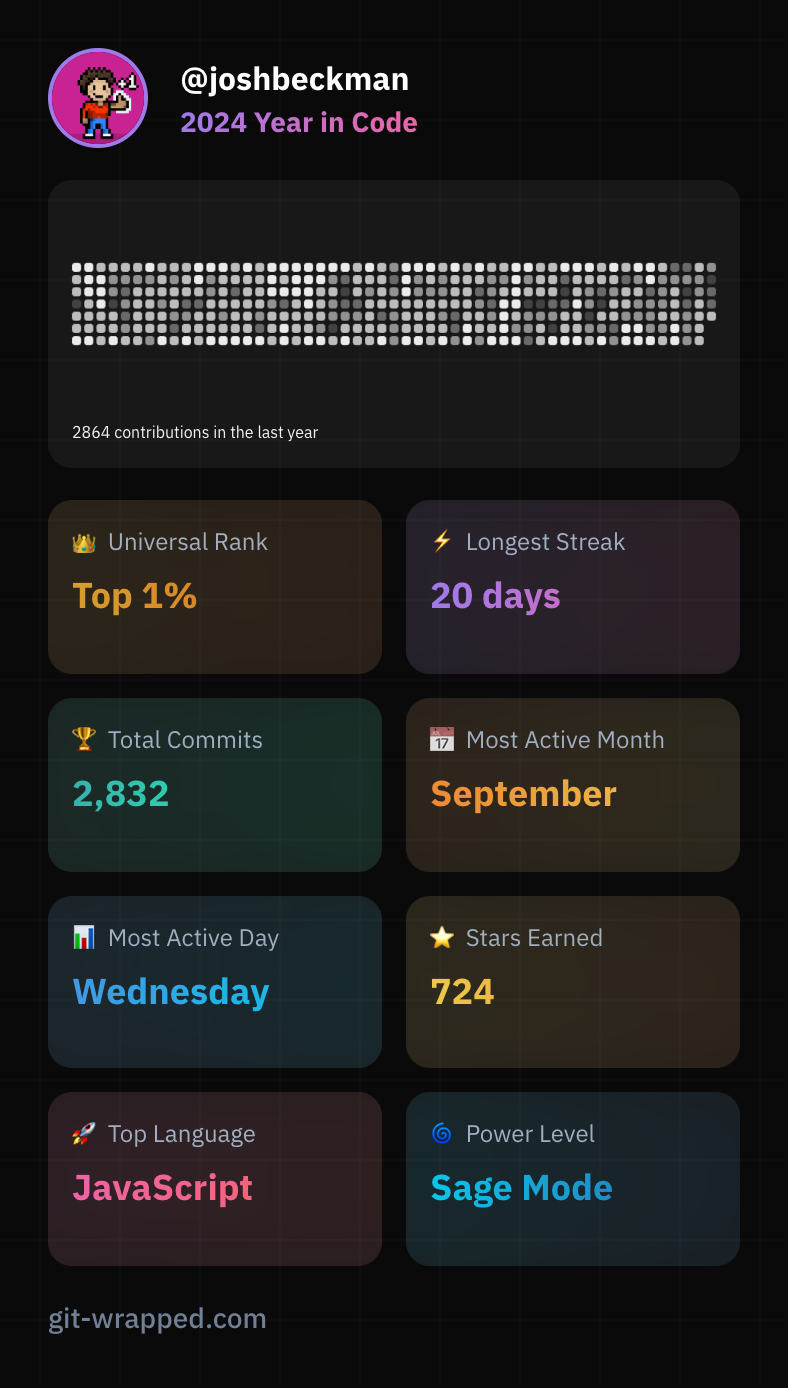 +1
@joshbeckman
2024 Year in Code
2864 contributions in the last year
👑 Universal Rank
Top 1%
⚡ Longest Streak
20 days
🏆 Total Commits
2,832
📅 Most Active Month
September
📊 Most Active Day
Wednesday
⭐ Stars Earned
724
🚀 Top Language
JavaScript
🌀 Power Level
Sage Mode
git-wrapped.com